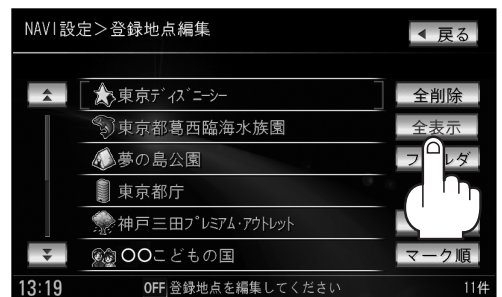 NAVI設定＞登録地点編集
◀ 戻る
東京ディズニーシー
全削除
東京都葛西臨海水族園
全表示
夢の島公園
東京都庁
神戸三田プレミアム・アウトレット
〇〇こどもの国
マーク順
13:19
OFF 登録地点を編集してください
11件